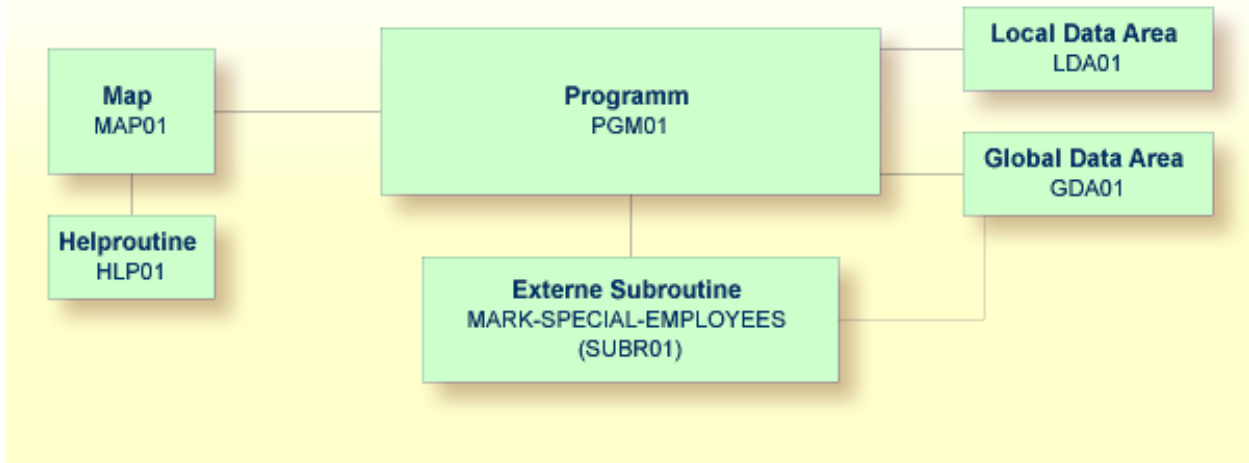 Map
MAP01
Helproutine
HLP01
Programm
PGM01
Externe Subroutine
MARK-SPECIAL-EMPLOYEES
(SUBR01)
Local Data Area
LDA01
Global Data Area
GDA01